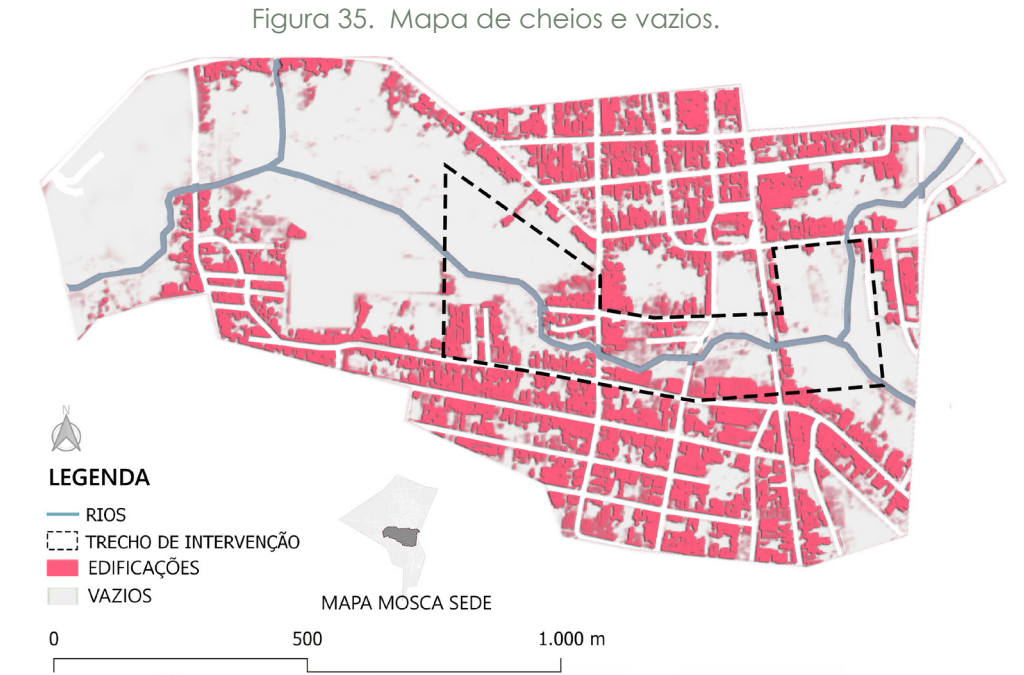 Figura 35. Mapa de cheios e vazios.
N
LEGENDA
RIOS
TRECHO DE INTERVENÇÃO
EDIFICAÇÕES
VAZIOS
MAPA MOSCA SEDE
0 500 1.000 m